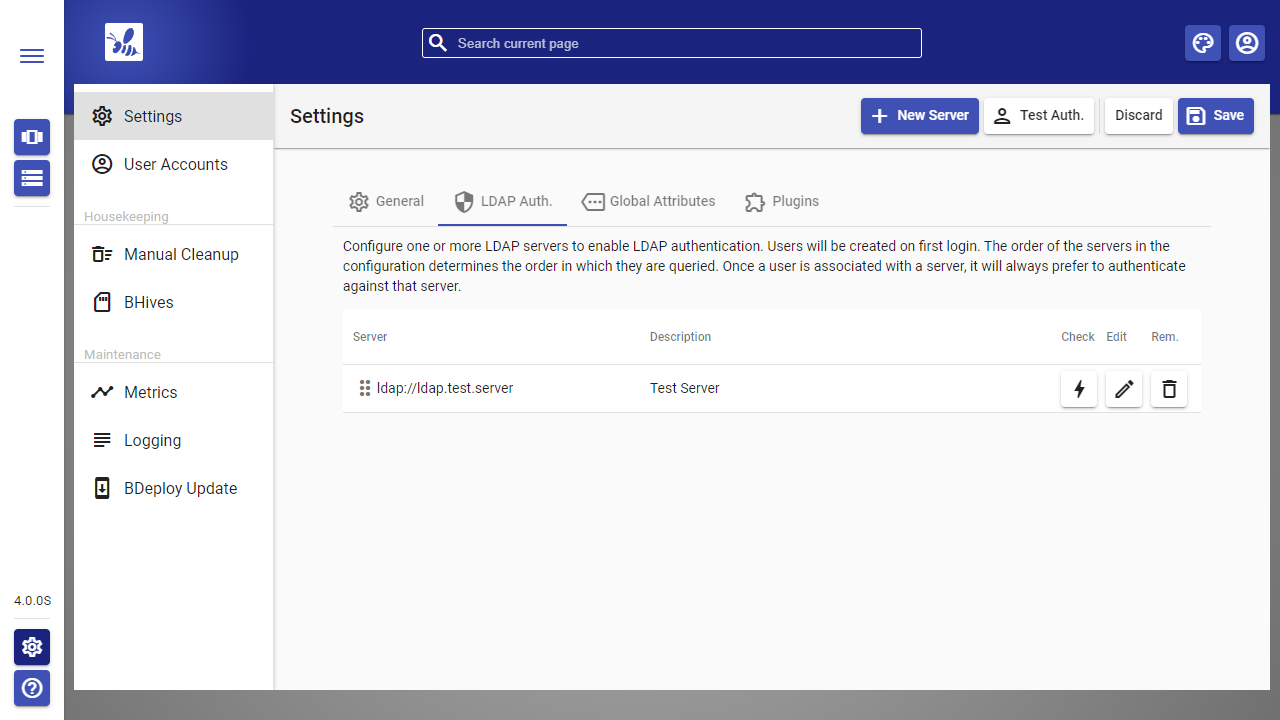 Search current page
Settings
User Accounts
Housekeeping
Manual Cleanup
BHives
Maintenance
Metrics
Logging
BDeploy Update
4.0.0S
Settings
New Server
Test Auth.
Discard
Save
General
LDAP Auth.
Global Attributes
Plugins
Configure one or more LDAP servers to enable LDAP authentication. Users will be created on first login. The order of the servers in the
configuration determines the order in which they are queried. Once a user is associated with a server, it will always prefer to authenticate
against that server.
Server Description Check Edit Rem.
ldap://ldap.test.server Test Server